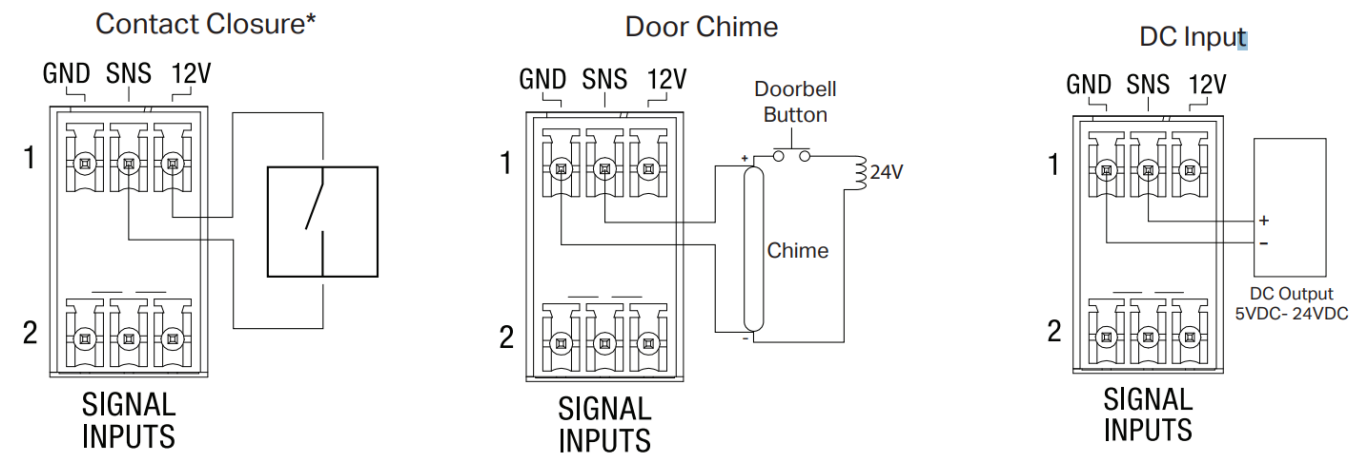 Contact Closure*
GND SNS 12V
1
2
SIGNAL
INPUTS
Door Chime
GND SNS 12V
Doorbell
Button
1
+
24V
Chime
2
-
SIGNAL
INPUTS
DC Input
GND SNS 12V
1
+
-
DC Output
5VDC- 24VDC
2
SIGNAL
INPUTS